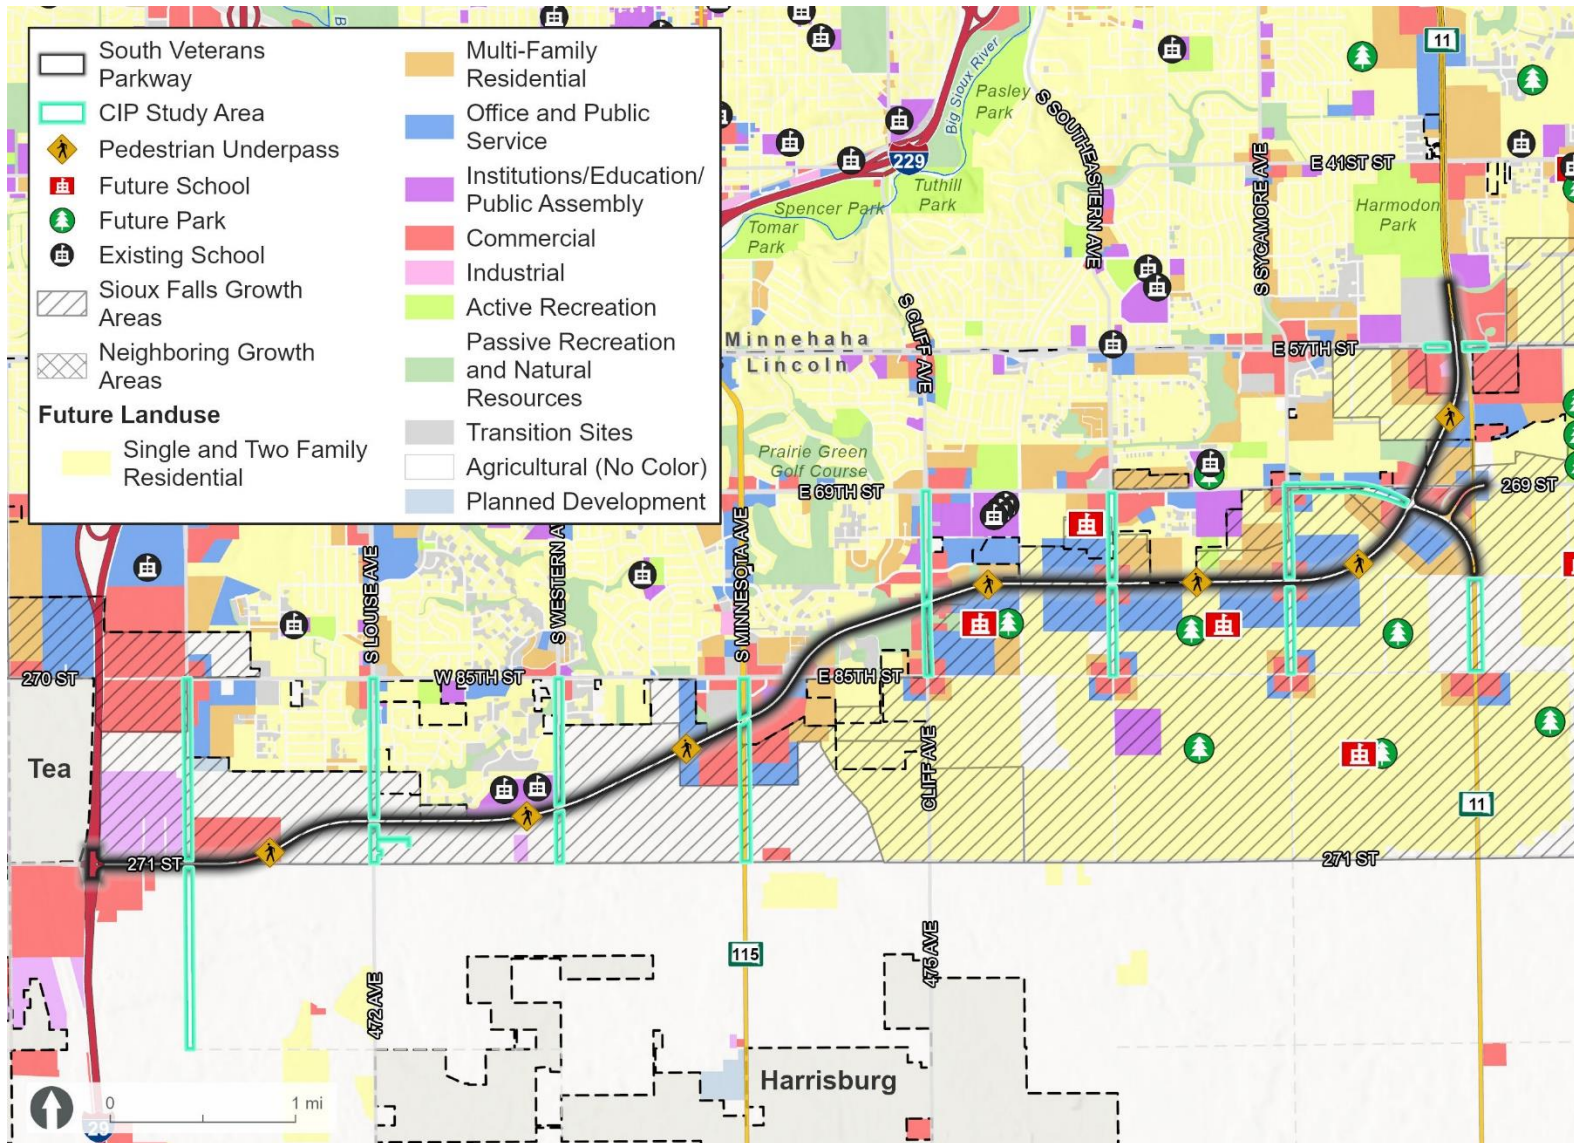 South Veterans
Parkway
CIP Study Area
Pedestrian Underpass
Future School
Future Park
Existing School
Sioux Falls Growth
Areas
Neighboring Growth
Areas
Future Landuse
Single and Two Family
Residential
Multi-Family
Residential
Office and Public
Service
Institutions/Education/
Public Assembly
Commercial
Industrial
Active Recreation
Passive Recreation
and Natural
Resources
Transition Sites
Agricultural (No Color)
Planned Development
11
Big Sioux River
Pasley
Park
S SOUTHEASTERN AVE
S SYCAMORE AVE
229
E 41ST ST
Tuthill
Park
Spencer Park
Tomar
Park
Harmodon
Park
S CLIFF AVE
Minnehaha
Lincoln
E 57TH ST
Prairie Green
Golf Course
E 69TH ST
269 ST
S LOUISE AVE
S WESTERN AV
S MINNESOTA AVE
270 ST
W 85TH ST
E 85TH ST
Tea
CLIFF AVE
11
271 ST
271 ST
115
472 AVE
475 AVE
Harrisburg
0
1 mi
29